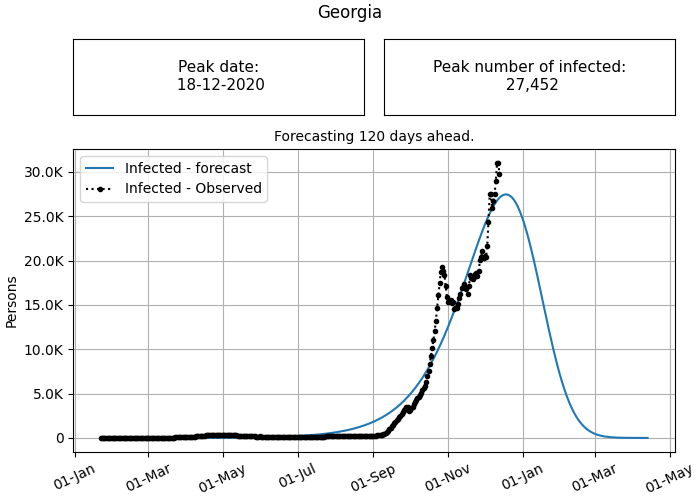 Georgia
Peak date:
18-12-2020
Peak number of infected:
27,452
Forecasting 120 days ahead.
Infected - forecast
Infected - Observed
30.0K
25.0K
20.0K
15.0K
10.0K
5.0K
0
Persons
01-Jan
01-Mar
01-May
01-Jul
01-Sep
01-Nov
01-Jan
01-Mar
01-May